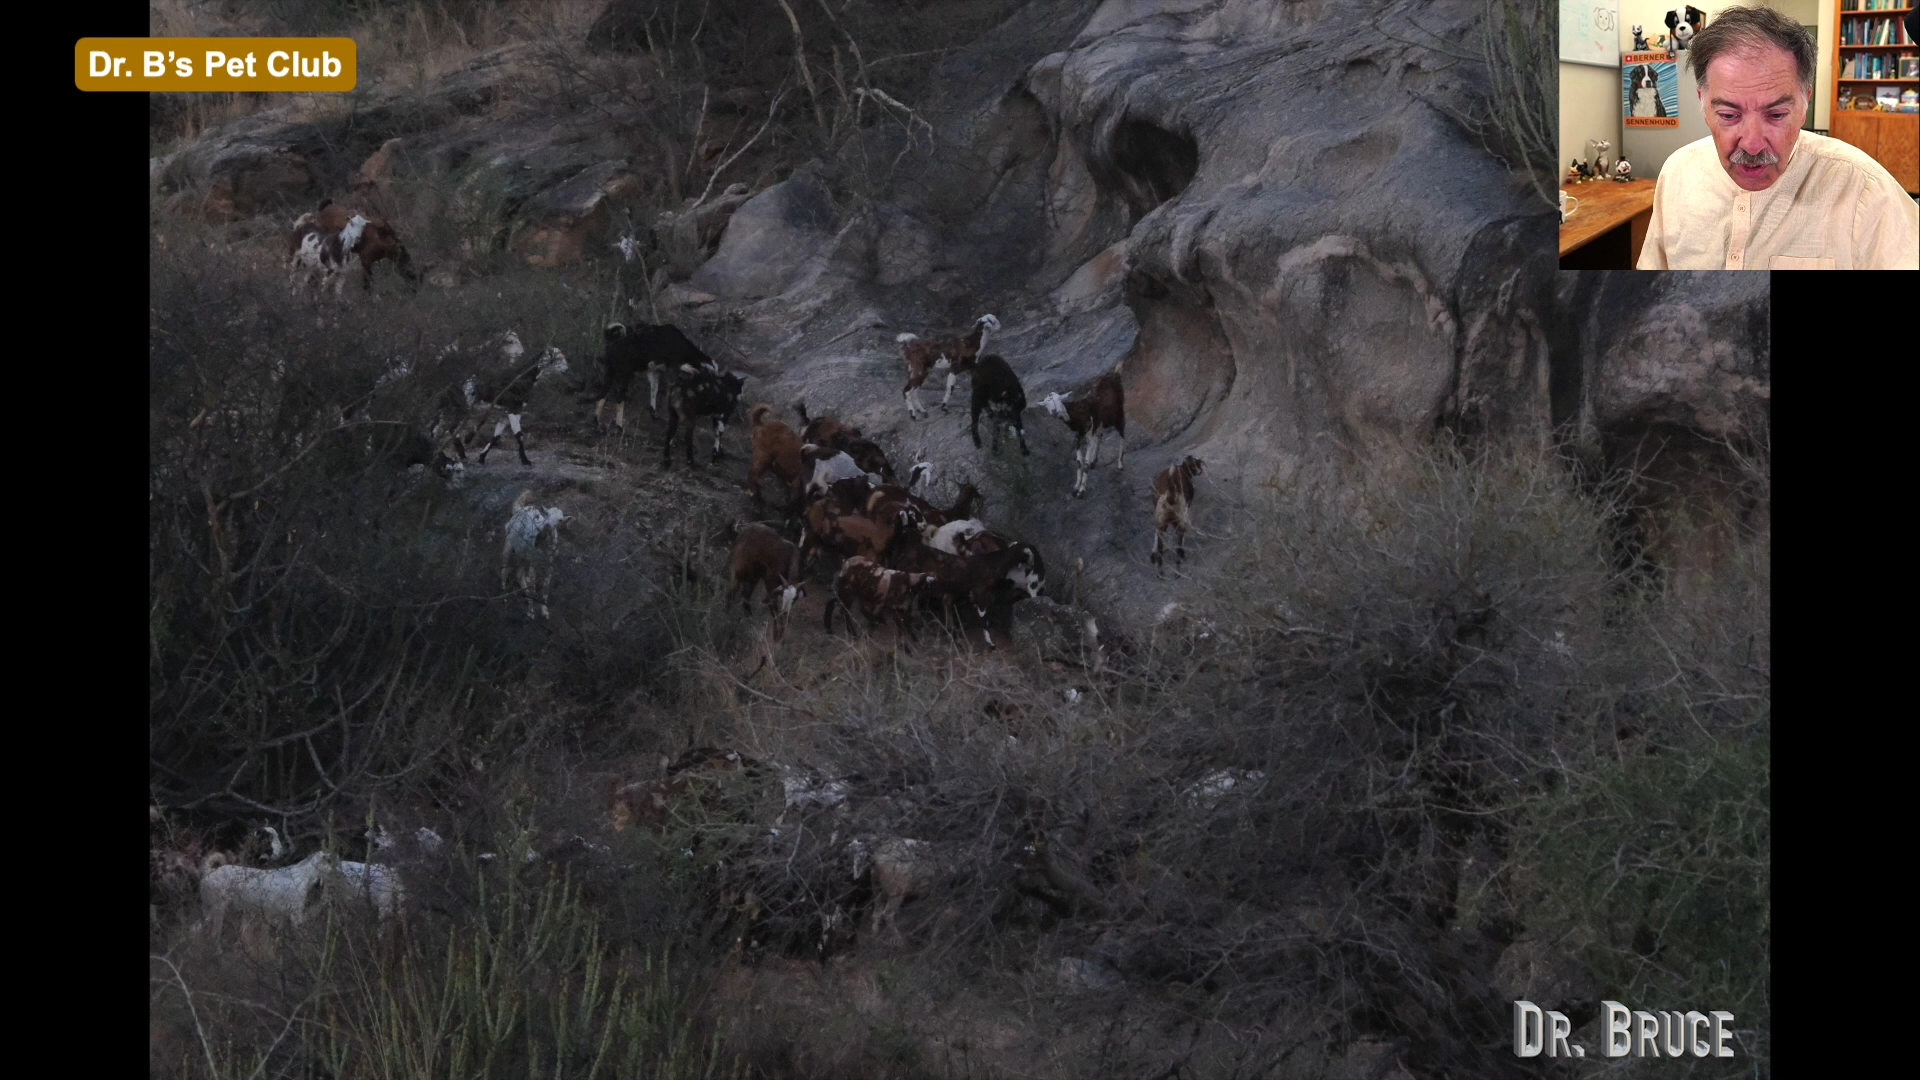 Dr. B’s Pet Club
BERNER
SENNENHUND
DR. BRUCE